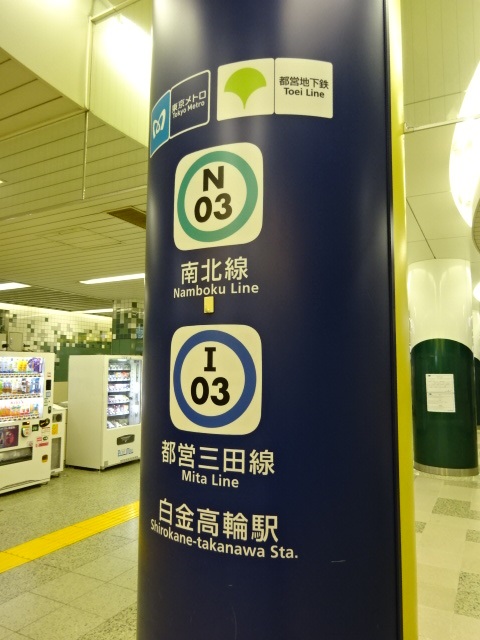 東京メトロ
Tokyo Metro
都営地下鉄
Toei Line
N
03
南北線
Namboku Line
I
03
都営三田線
Mita Line
白金高輪駅
Shirokane-takanawa Sta.